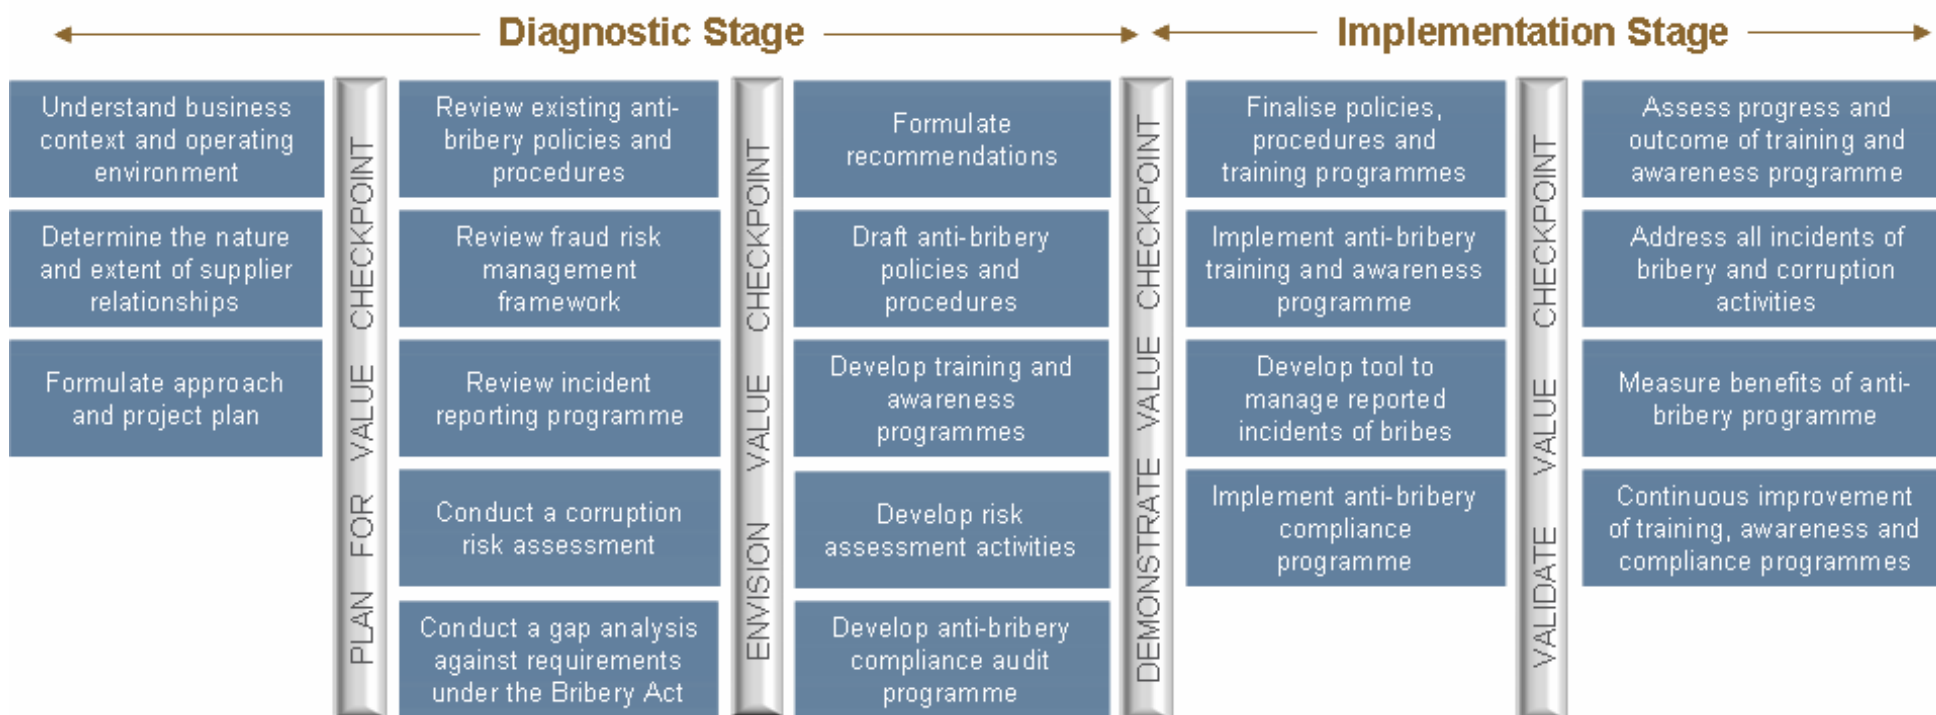 Diagnostic Stage
Implementation Stage
Understand business
context and operating
environment
Determine the nature
and extent of supplier
relationships
Formulate approach
and project plan
PLAN FOR VALUE CHECKPOINT
Review existing anti-
bribery policies and
procedures
Review fraud risk
management
framework
Review incident
reporting programme
Conduct a corruption
risk assessment
Conduct a gap analysis
against requirements
under the Bribery Act
ENVISION VALUE CHECKPOINT
Formulate
recommendations
Draft anti-bribery
policies and
procedures
Develop training and
awareness
programmes
Develop risk
assessment activities
Develop anti-bribery
compliance audit
programme
DEMONSTRATE VALUE CHECKPOINT
Finalise policies,
procedures and
training programmes
Implement anti-bribery
training and awareness
programme
Develop tool to
manage reported
incidents of bribes
Implement anti-bribery
compliance
programme
VALIDATE VALUE CHECKPOINT
Assess progress and
outcome of training and
awareness programme
Address all incidents of
bribery and corruption
activities
Measure benefits of anti-
bribery programme
Continuous improvement
of training, awareness and
compliance programmes